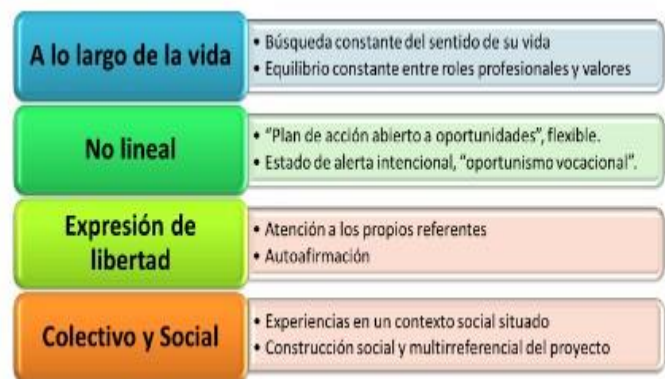 A lo largo de la vida
• Búsqueda constante del sentido de su vida
• Equilibrio constante entre roles profesionales y valores
No lineal
• "Plan de acción abierto a oportunidades", flexible.
• Estado de alerta intencional, "oportunismo vocacional".
Expresión de
libertad
• Atención a los propios referentes
• Autoafirmación
Colectivo y Social
• Experiencias en un contexto social situado
• Construcción social y multirreferencial del proyecto